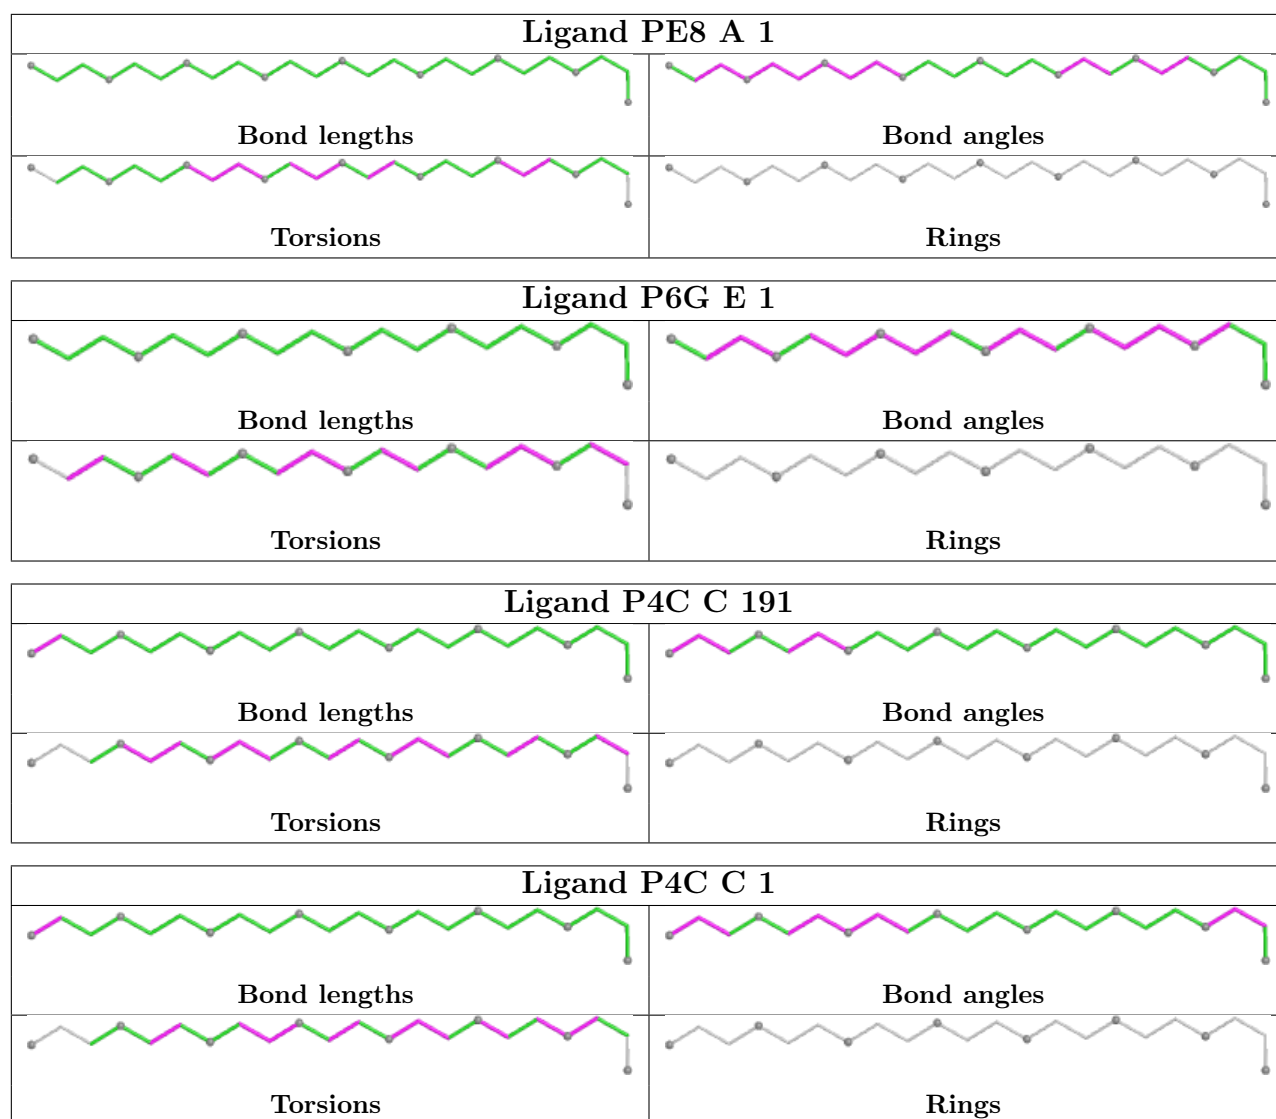 Ligand PE8 A 1
Bond lengths
Bond angles
Torsions
Rings
Ligand P6G E 1
Bond lengths
Bond angles
Torsions
Rings
Ligand P4C C 191
Bond lengths
Bond angles
Torsions
Rings
Ligand P4C C 1
Bond lengths
Bond angles
Torsions
Rings